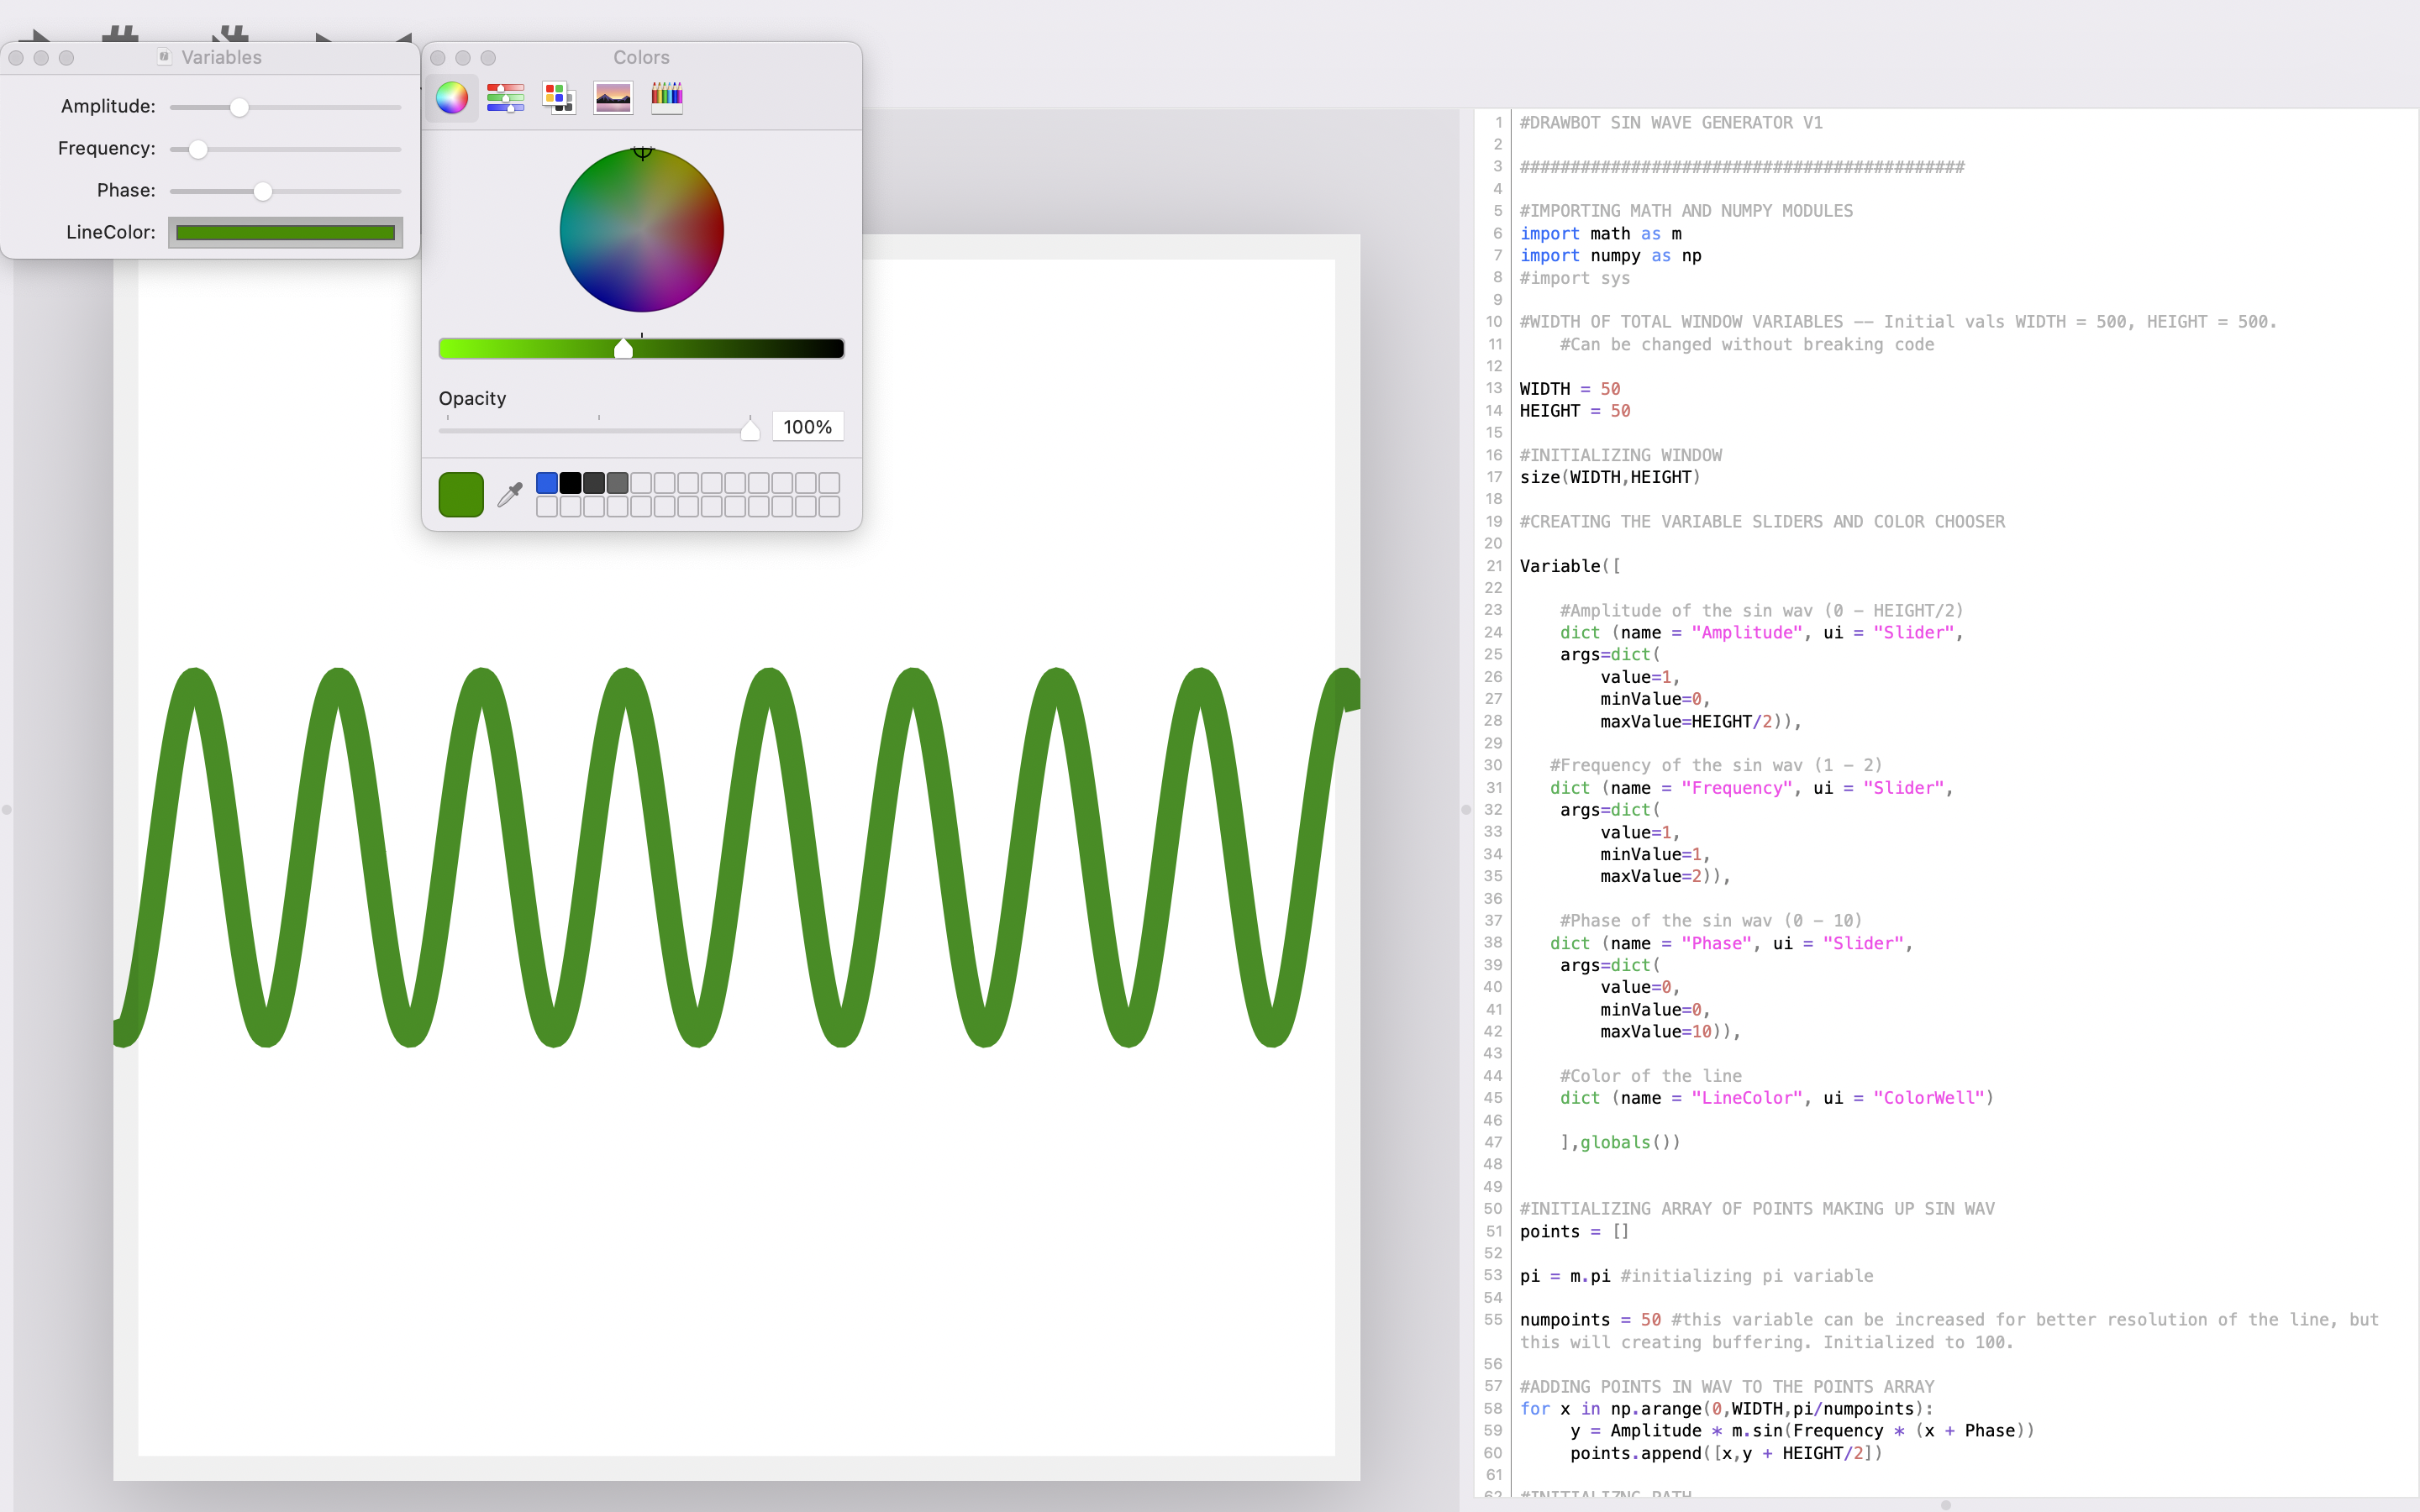 Variables
Amplitude:
Frequency:
Phase:
LineColor:
Colors
Opacity
100%
1 #DRAWBOT SIN WAVE GENERATOR V1
2
3 ############################################
4
5 #IMPORTING MATH AND NUMPY MODULES
6 import math as m
7 import numpy as np
8 #import sys
9
10 #WIDTH OF TOTAL WINDOW VARIABLES -- Initial vals WIDTH = 500, HEIGHT = 500.
11     #Can be changed without breaking code
12
13 WIDTH = 50
14 HEIGHT = 50
15
16 #INITIALIZING WINDOW
17 size(WIDTH,HEIGHT)
18
19 #CREATING THE VARIABLE SLIDERS AND COLOR CHOOSER
20
21 Variable([
22
23     #Amplitude of the sin wav (0 - HEIGHT/2)
24     dict (name = "Amplitude", ui = "Slider",
25     args=dict(
26         value=1,
27         minValue=0,
28         maxValue=HEIGHT/2)),
29
30    #Frequency of the sin wav (1 - 2)
31    dict (name = "Frequency", ui = "Slider",
32     args=dict(
33         value=1,
34         minValue=1,
35         maxValue=2)),
36
37     #Phase of the sin wav (0 - 10)
38    dict (name = "Phase", ui = "Slider",
39     args=dict(
40         value=0,
41         minValue=0,
42         maxValue=10)),
43
44     #Color of the line
45     dict (name = "LineColor", ui = "ColorWell")
46
47     ],globals())
48
49
50 #INITIALIZING ARRAY OF POINTS MAKING UP SIN WAV
51 points = []
52
53 pi = m.pi #initializing pi variable
54
55 numpoints = 50 #this variable can be increased for better resolution of the line, but
this will creating buffering. Initialized to 100.
56
57 #ADDING POINTS IN WAV TO THE POINTS ARRAY
58 for x in np.arange(0,WIDTH,pi/numpoints):
59      y = Amplitude * m.sin(Frequency * (x + Phase))
60      points.append([x,y + HEIGHT/2])
61
62 #INITIALIZNG PATH